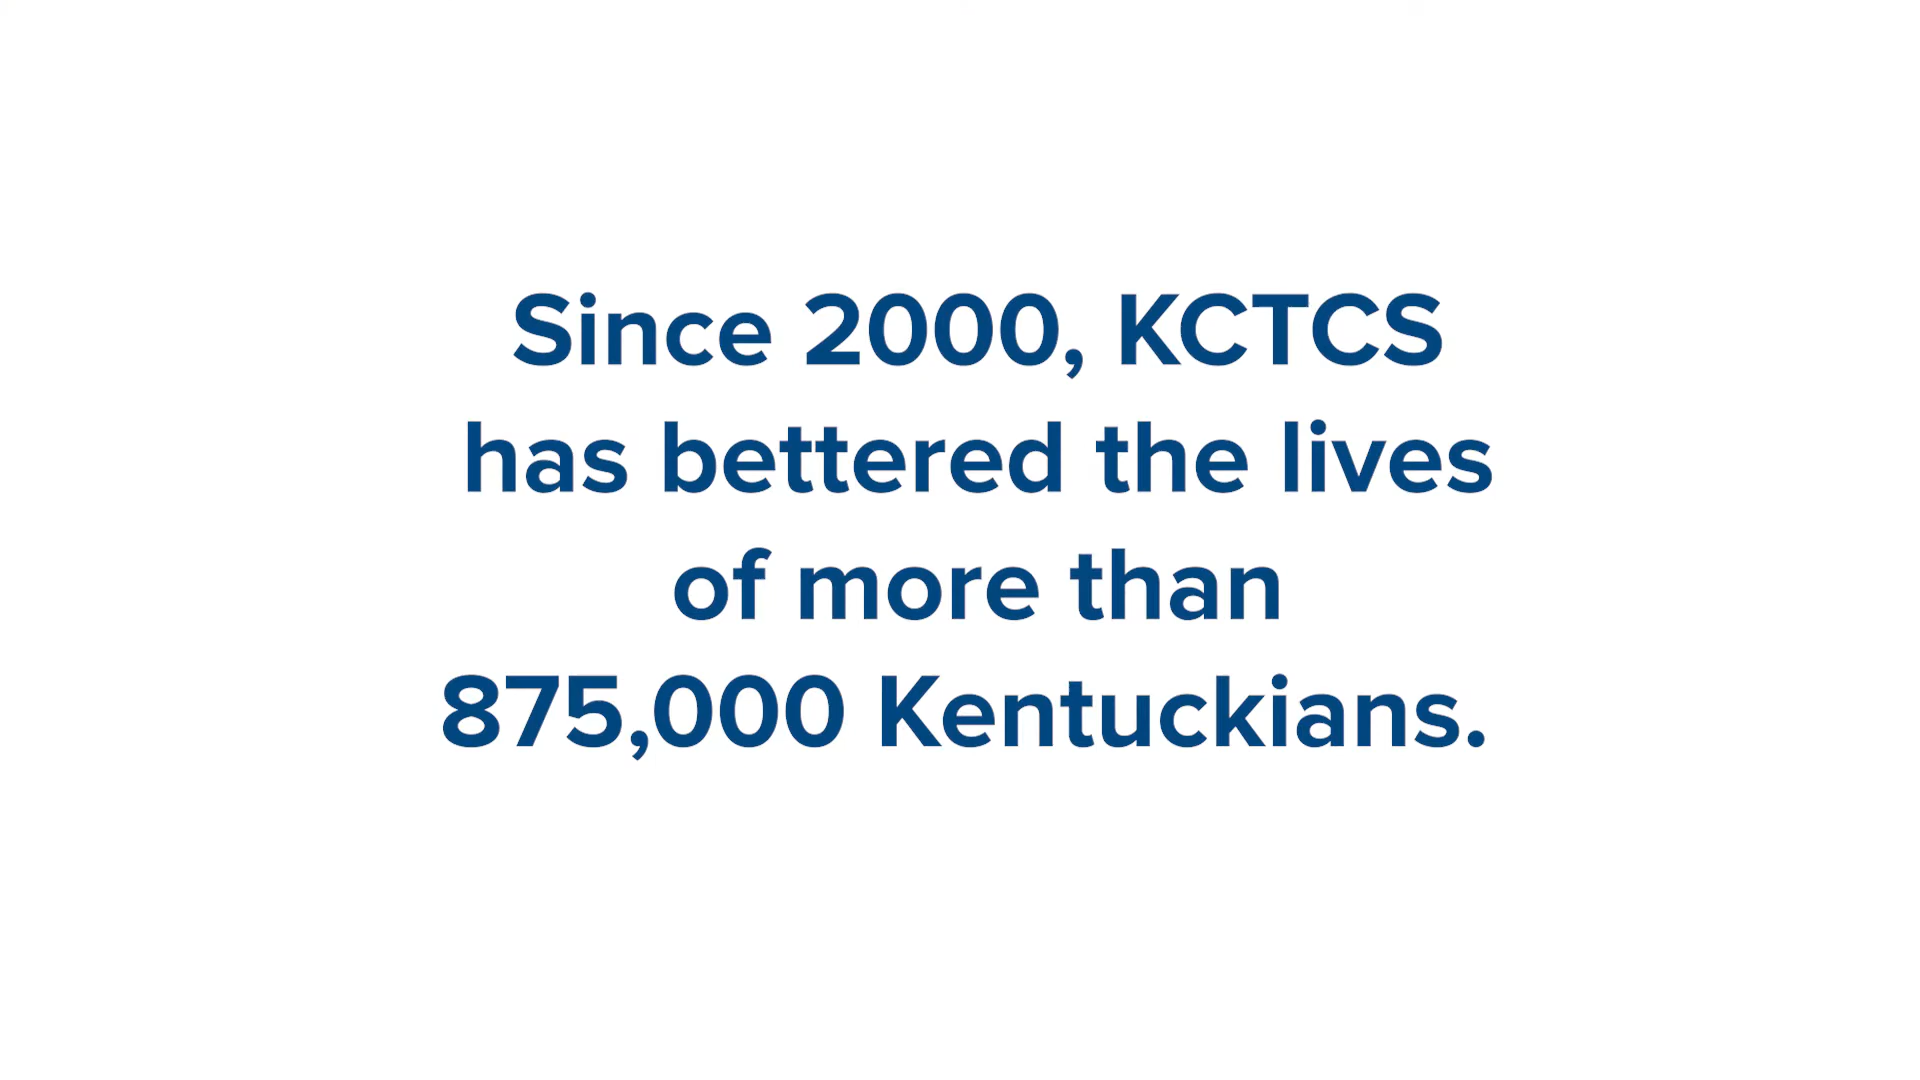 Since 2000, KCTCS
has bettered the lives
of more than
875,000 Kentuckians.